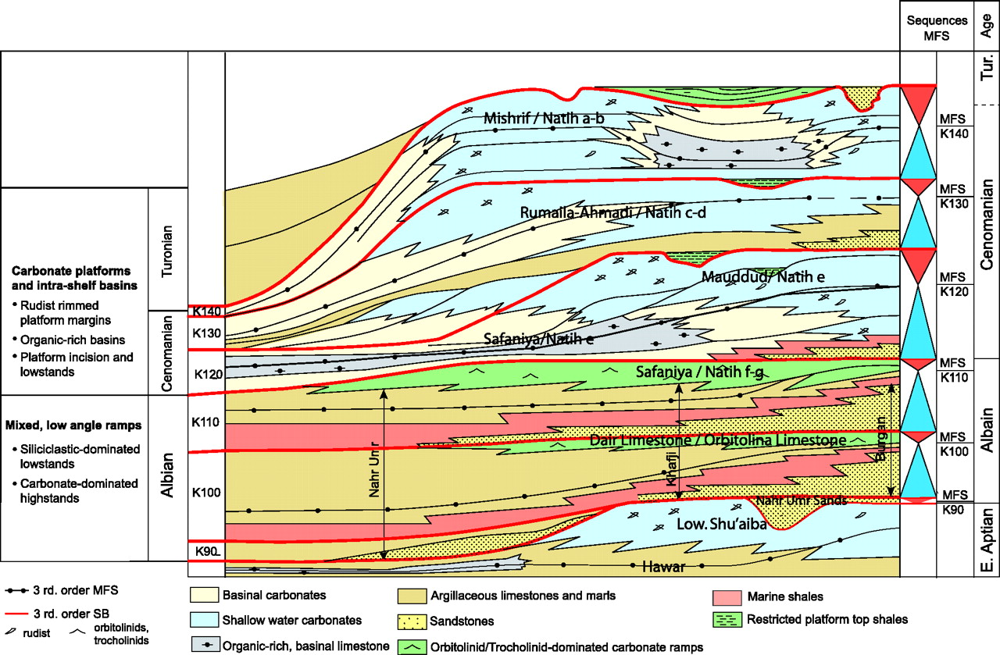 Sequences
MFS
Age
Tur.
Cenomanian
Albain
E. Aptian
MFS
K140
MFS
K130
MFS
K120
MFS
K110
MFS
K100
MFS
K90
Mishrif / Natih a-b
Rumaila-Ahmadi / Natih c-d
Mauddud/ Natih e
Safaniya/Natih e
Safaniya / Natih f-g
Dair Limestone / Orbitolina Limestone
Nahr Umr Sands
Low. Shu'aiba
Hawar
Nahr Umr
Khafji
Burgan
Carbonate platforms
and intra-shelf basins
• Rudist rimmed
platform margins
• Organic-rich basins
• Platform incision and
lowstands
Mixed, low angle ramps
• Siliciclastic-dominated
lowstands
• Carbonate-dominated
highstands
Turonian
Cenomanian
Albian
K140
K130
K120
K110
K100
K90
3 rd. order MFS
3 rd. order SB
rudist
orbitolinids,
trocholinids
Basinal carbonates
Shallow water carbonates
Organic-rich, basinal limestone
Argillaceous limestones and marls
Sandstones
Orbitolinid/Trocholinid-dominated carbonate ramps
Marine shales
Restricted platform top shales